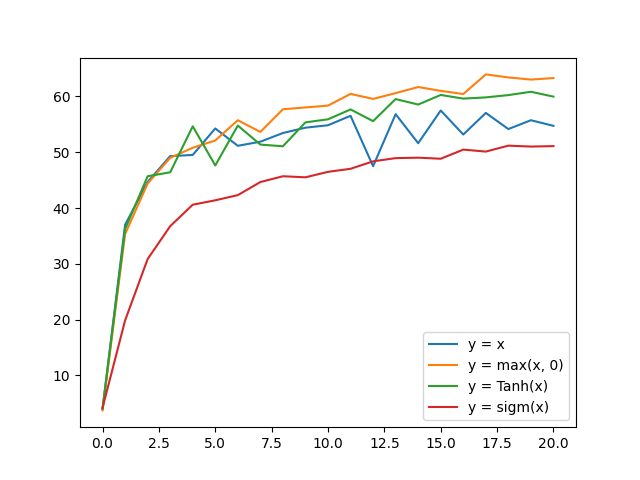 60
50
40
30
20
10
0.0 2.5 5.0 7.5 10.0 12.5 15.0 17.5 20.0
y = x
y = max(x, 0)
y = Tanh(x)
y = sigm(x)